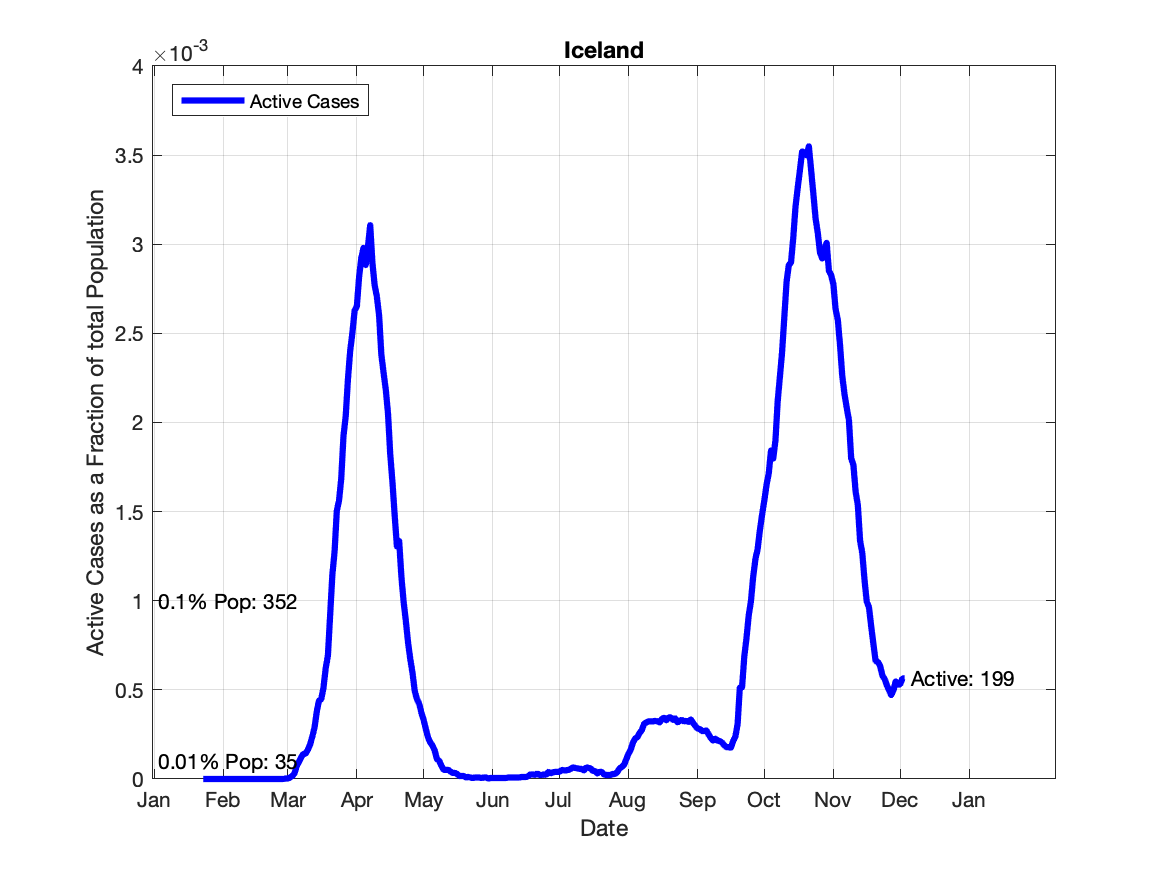 Iceland
×10^-3
Active Cases
4
3.5
3
2.5
2
1.5
1
0.5
0
Active Cases as a Fraction of total Population
0.1% Pop: 352
0.01% Pop: 35
Active: 199
Jan Feb Mar Apr May Jun Jul Aug Sep Oct Nov Dec Jan
Date